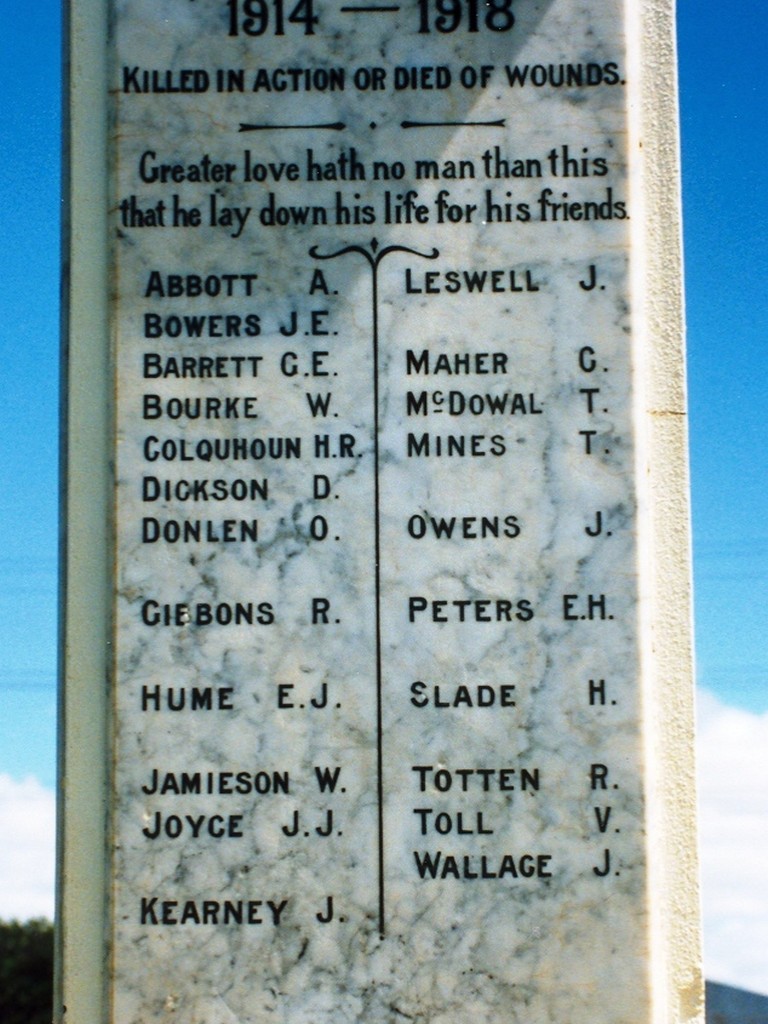 1914 — 1918
KILLED IN ACTION OR DIED OF WOUNDS.
Greater love hath no man than this
that he lay down his life for his friends.
ABBOTT A.
BOWERS J.E.
BARRETT G.E.
BOURKE W.
COLQUHOUN H.R.
DICKSON D.
DONLEN O.
GIBBONS R.
HUME E.J.
JAMIESON W.
JOYCE J.J.
KEARNEY J.
LESWELL J.
MAHER G.
McDOWAL T.
MINES T.
OWENS J.
PETERS E.H.
SLADE H.
TOTTEN R.
TOLL V.
WALLACE J.